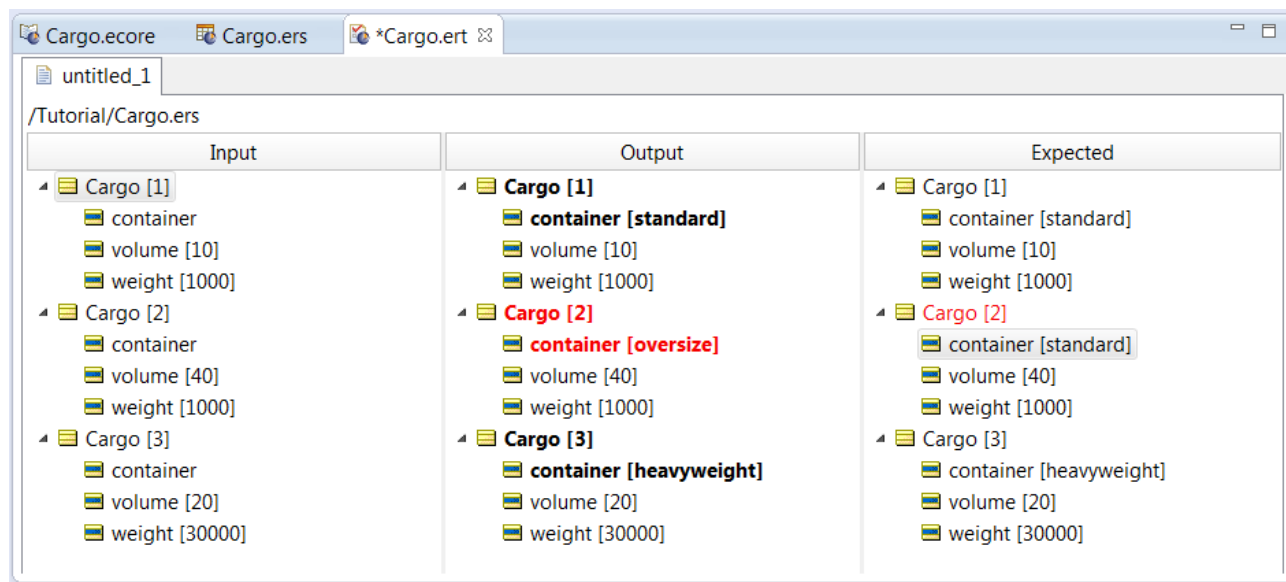 Cargo.ecore Cargo.ers *Cargo.ert
untitled_1
/Tutorial/Cargo.ers
Input Output Expected
Cargo [1] Cargo [1] Cargo [1]
container container [standard] container [standard]
volume [10] volume [10] volume [10]
weight [1000] weight [1000] weight [1000]
Cargo [2] Cargo [2] Cargo [2]
container container [oversize] container [standard]
volume [40] volume [40] volume [40]
weight [1000] weight [1000] weight [1000]
Cargo [3] Cargo [3] Cargo [3]
container container [heavyweight] container [heavyweight]
volume [20] volume [20] volume [20]
weight [30000] weight [30000] weight [30000]